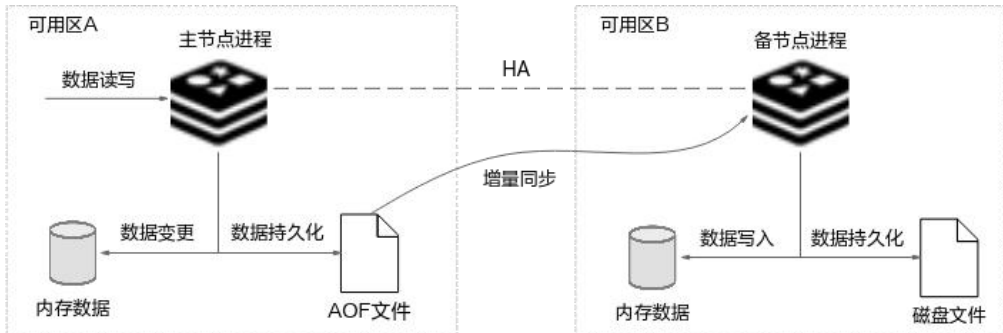 可用区A
可用区B
主节点进程
备节点进程
数据读写
HA
增量同步
数据变更
数据持久化
数据写入
数据持久化
内存数据
AOF文件
内存数据
磁盘文件